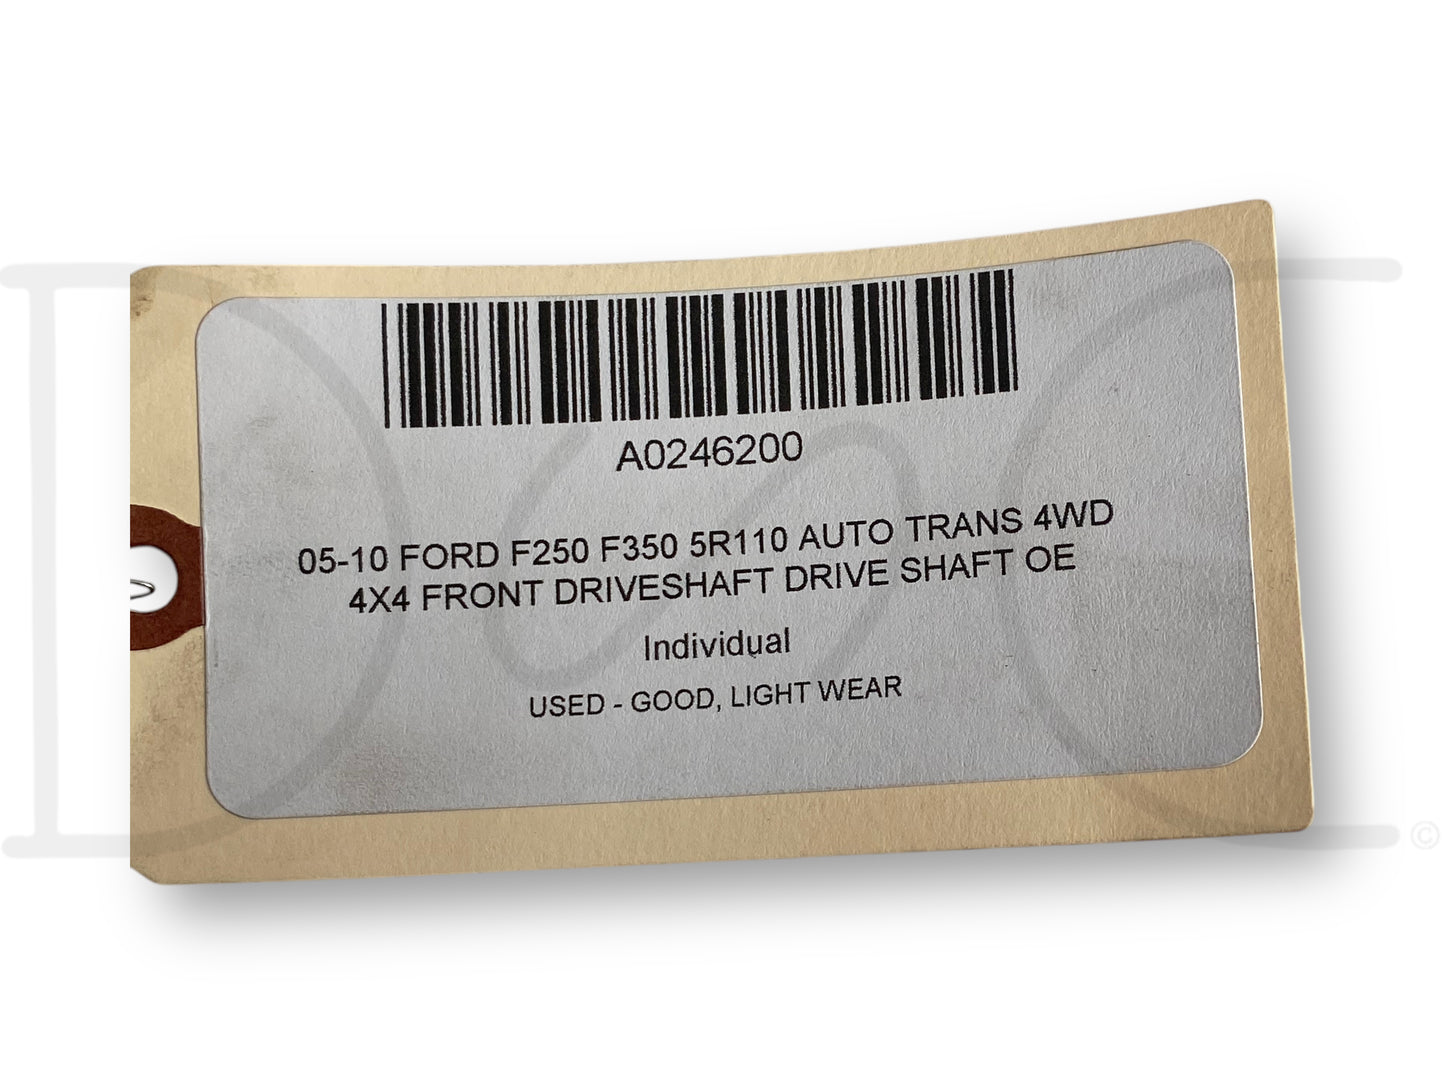 A0246200
05-10 FORD F250 F350 5R110 AUTO TRANS 4WD
4X4 FRONT DRIVESHAFT DRIVE SHAFT OE
Individual
USED - GOOD, LIGHT WEAR
©